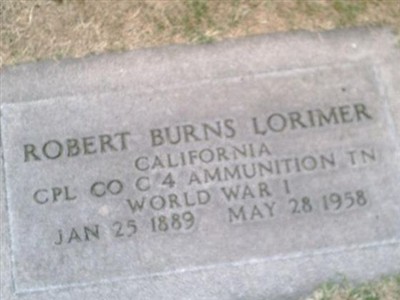 ROBERT BURNS LORIMER
CALIFORNIA
CPL CO C 4 AMMUNITION TN
WORLD WAR I
JAN 25 1889 MAY 28 1958